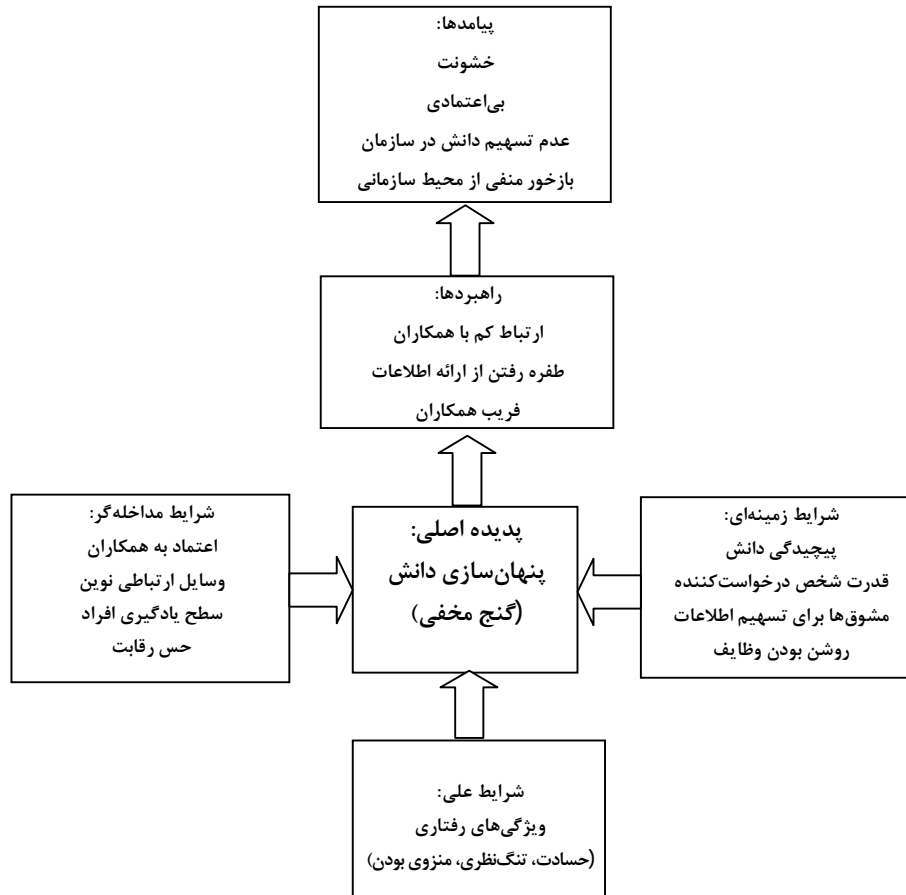 پیامدها:
خشونت
بی‌اعتمادی
عدم تسهیم دانش در سازمان
بازخور منفی از محیط سازمانی
راهبردها:
ارتباط کم با همکاران
طفره رفتن از ارائه اطلاعات
فریب همکاران
شرایط زمینه‌ای:
پیچیدگی دانش
قدرت شخص درخواست‌کننده
مشوق‌ها برای تسهیم اطلاعات
روشن بودن وظایف
پدیده اصلی:
پنهان‌سازی دانش
(گنج مخفی)
شرایط مداخله‌گر:
اعتماد به همکاران
وسایل ارتباطی نوین
سطح یادگیری افراد
حس رقابت
شرایط علی:
ویژگی‌های رفتاری
(حسادت، تنگ‌نظری، منزوی بودن)